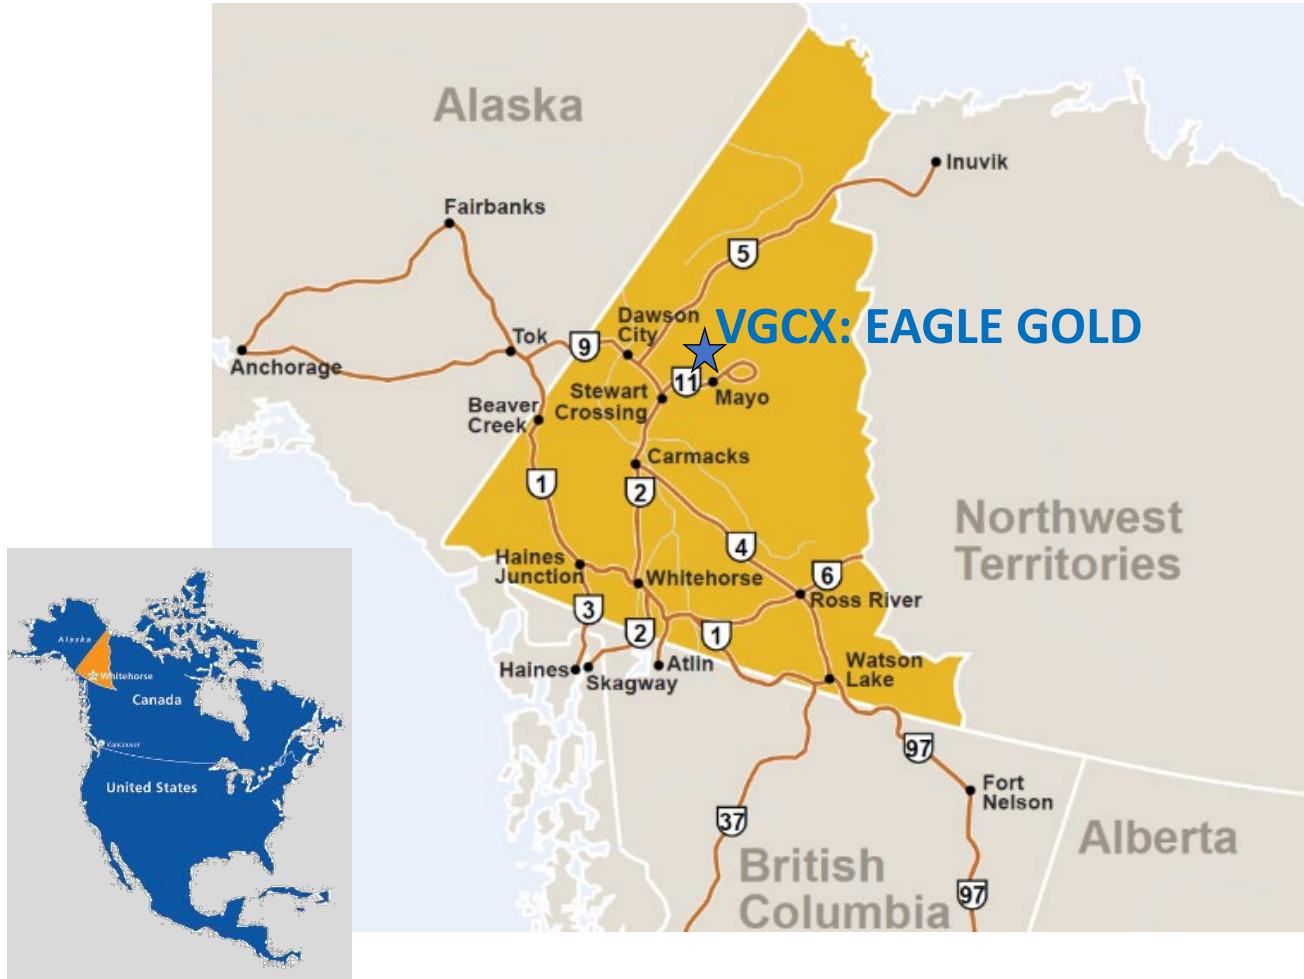 Alaska
Inuvik
Fairbanks
5
VGCX: EAGLE GOLD
Dawson
City
Tok
9
Anchorage
11
Mayo
Stewart
Crossing
Beaver
Creek
Carmacks
1
2
Northwest
Territories
4
Haines
Junction
Whitehorse
6
Ross River
3
2
1
Haines
Skagway
Atlin
Watson
Lake
97
Fort
Nelson
37
Alberta
British
Columbia
97
Alaska
Whitehorse
Canada
Vancouver
United States